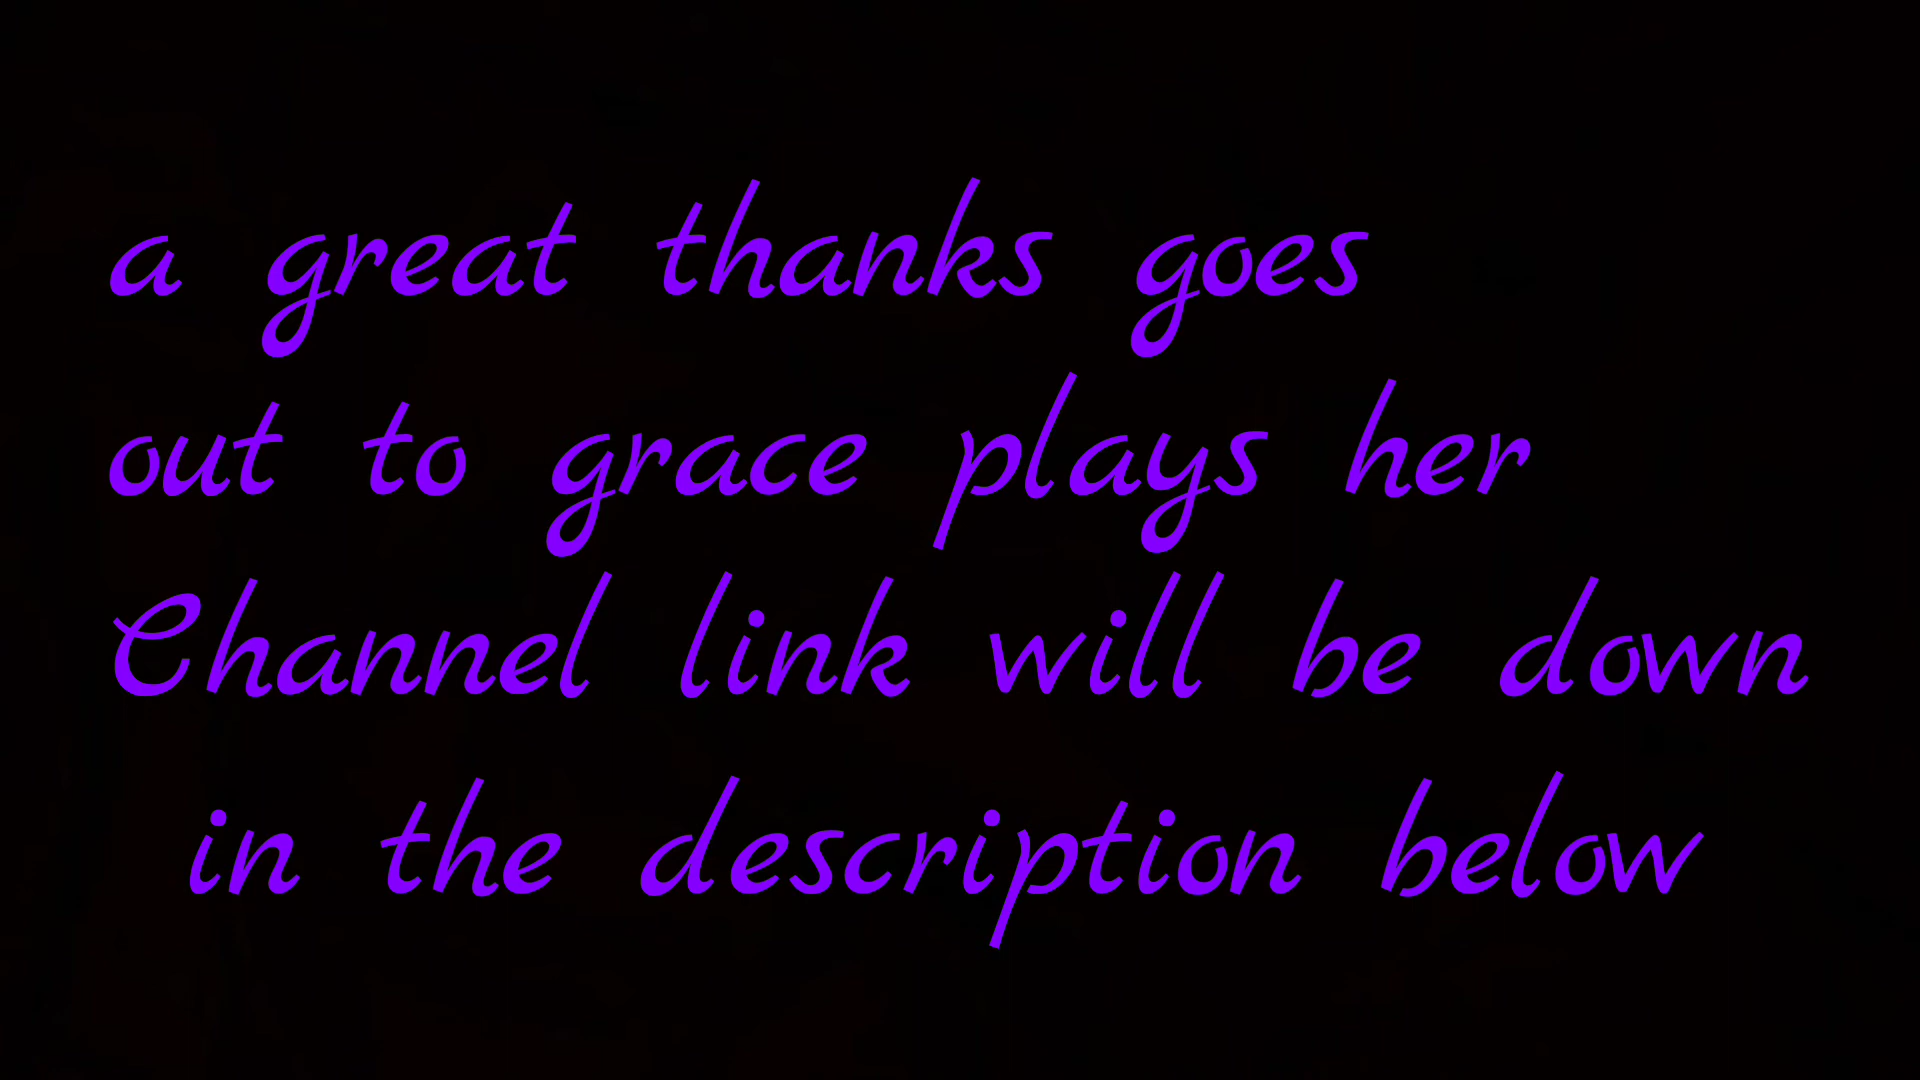 a great thanks goes
out to grace plays her
Channel link will be down
in the description below